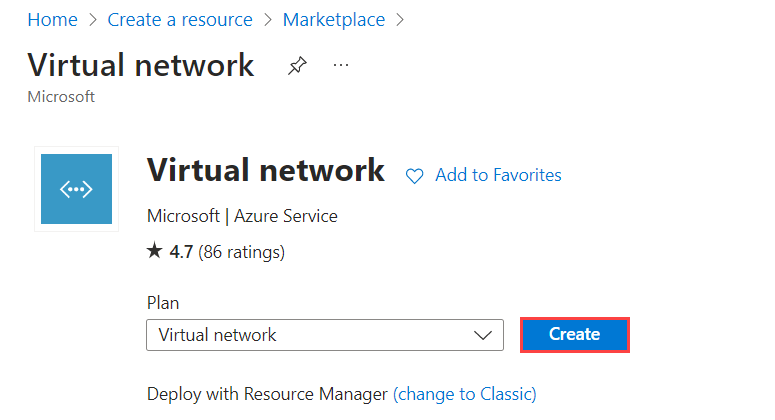 Home > Create a resource > Marketplace >
Virtual network ...
Microsoft
Virtual network Add to Favorites
Microsoft | Azure Service
★ 4.7 (86 ratings)
Plan
Virtual network Create
Deploy with Resource Manager (change to Classic)